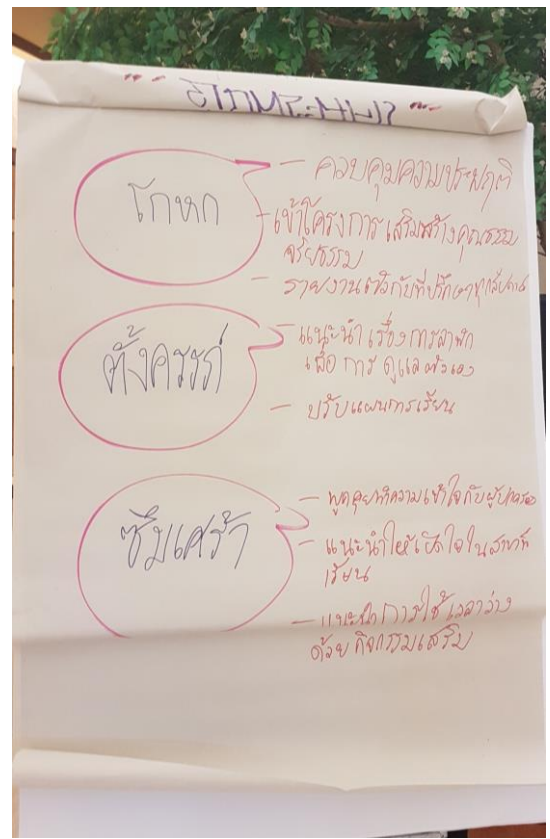 โกหก
- ควบคุมความประพฤติ
- เข้าโครงการเสริมสร้างคุณธรรม
จริยธรรม
- รายงานตัวกับที่ปรึกษาทุกสัปดาห์
ตั้งครรภ์
- แนะนำเรื่องการลาพัก
เพื่อการดูแลตัวเอง
- ปรับแผนการเรียน
ซึมเศร้า
- พูดคุยทำความเข้าใจกับผู้ปกครอง
- แนะนำให้เปิดใจในสาขาที่
เรียน
- แนะนำการใช้เวลาว่าง
ด้วยกิจกรรมเสริม